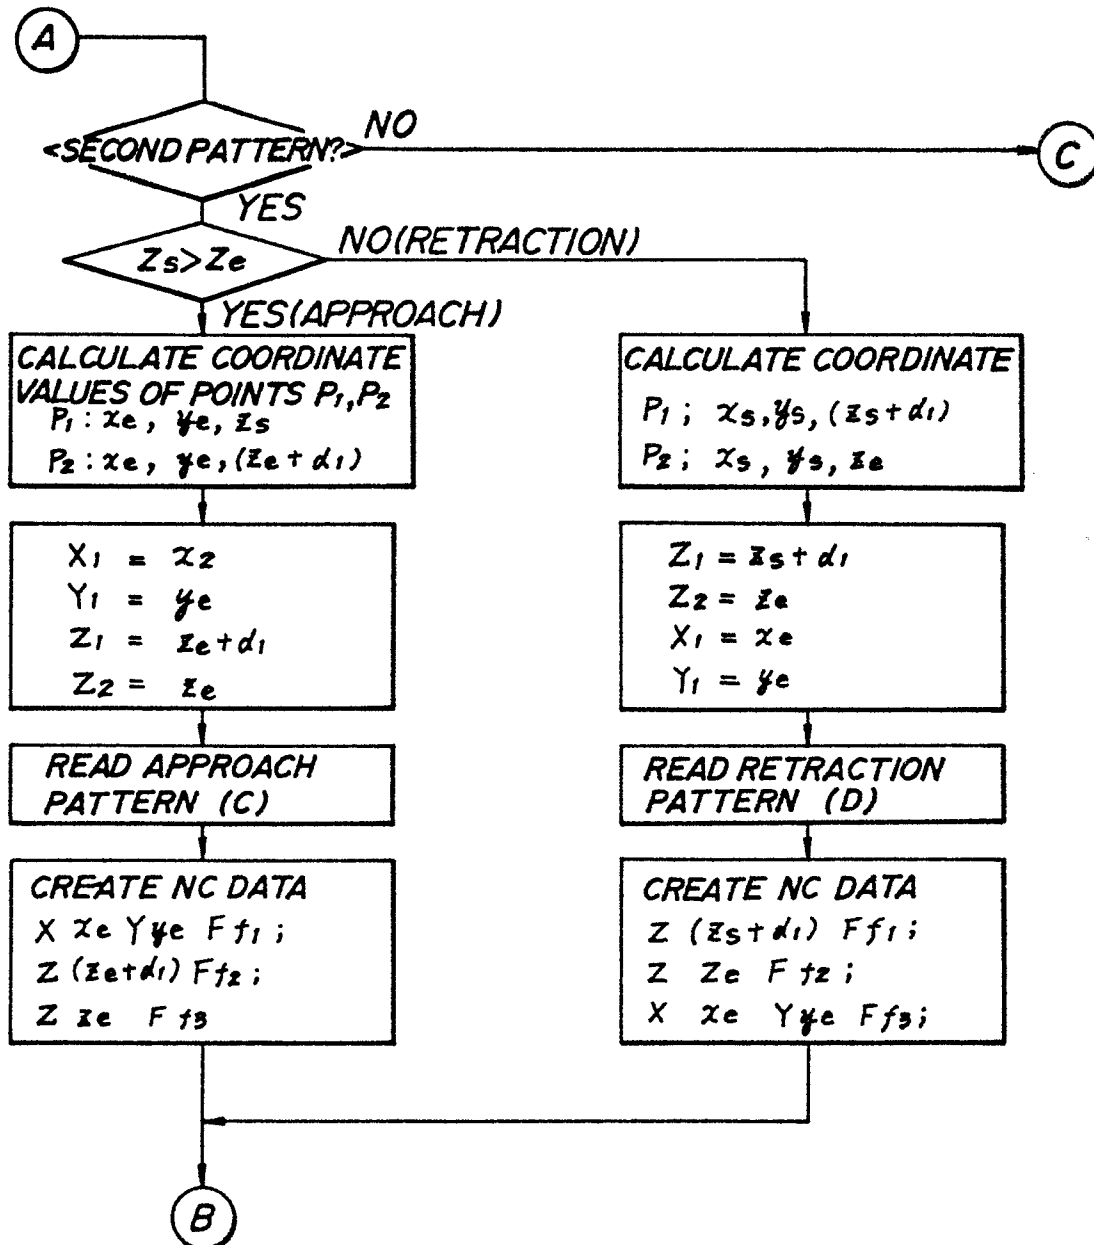 A
<SECOND PATTERN?>
NO
C
YES
Zs>Ze
NO(RETRACTION)
YES(APPROACH)
CALCULATE COORDINATE
VALUES OF POINTS P1,P2
P1: xe, ye, zs
P2: xe, ye, (ze+d1)
X1 = x2
Y1 = ye
Z1 = ze+d1
Z2 = ze
READ APPROACH
PATTERN (C)
CREATE NC DATA
X xe Y ye F f1;
Z (ze+d1) F f2;
Z ze F f3
CALCULATE COORDINATE
P1; xs, ys, (zs+d1)
P2; xs, ys, ze
Z1 = zs+d1
Z2 = ze
X1 = xe
Y1 = ye
READ RETRACTION
PATTERN (D)
CREATE NC DATA
Z (zs+d1) F f1;
Z Ze F f2;
X xe Y ye F f3;
B